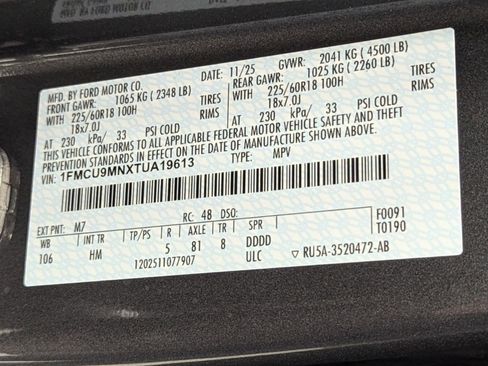 MFD. BY FORD MOTOR CO.
DATE: 11/25 GVWR: 2041 KG ( 4500 LB)
FRONT GAWR: 1065 KG ( 2348 LB) REAR GAWR: 1025 KG ( 2260 LB)
WITH 225/60R18 100H TIRES WITH 225/60R18 100H TIRES
18x7.0J RIMS 18x7.0J RIMS
AT 230 kPa/ 33 PSI COLD AT 230 kPa/ 33 PSI COLD
THIS VEHICLE CONFORMS TO ALL APPLICABLE FEDERAL MOTOR VEHICLE SAFETY AND THEFT
PREVENTION STANDARDS IN EFFECT ON THE DATE OF MANUFACTURE SHOWN ABOVE.
1FMCU9MNXTUA19613 TYPE: MPV
EXT PNT: M7 RC: 48 DSO: F0091
WB INT TR TP/PS R AXLE TR SPR T0190
106 HM 5 81 8 DDDD
1202511077907 ULC ▽ RU5A-3520472-AB